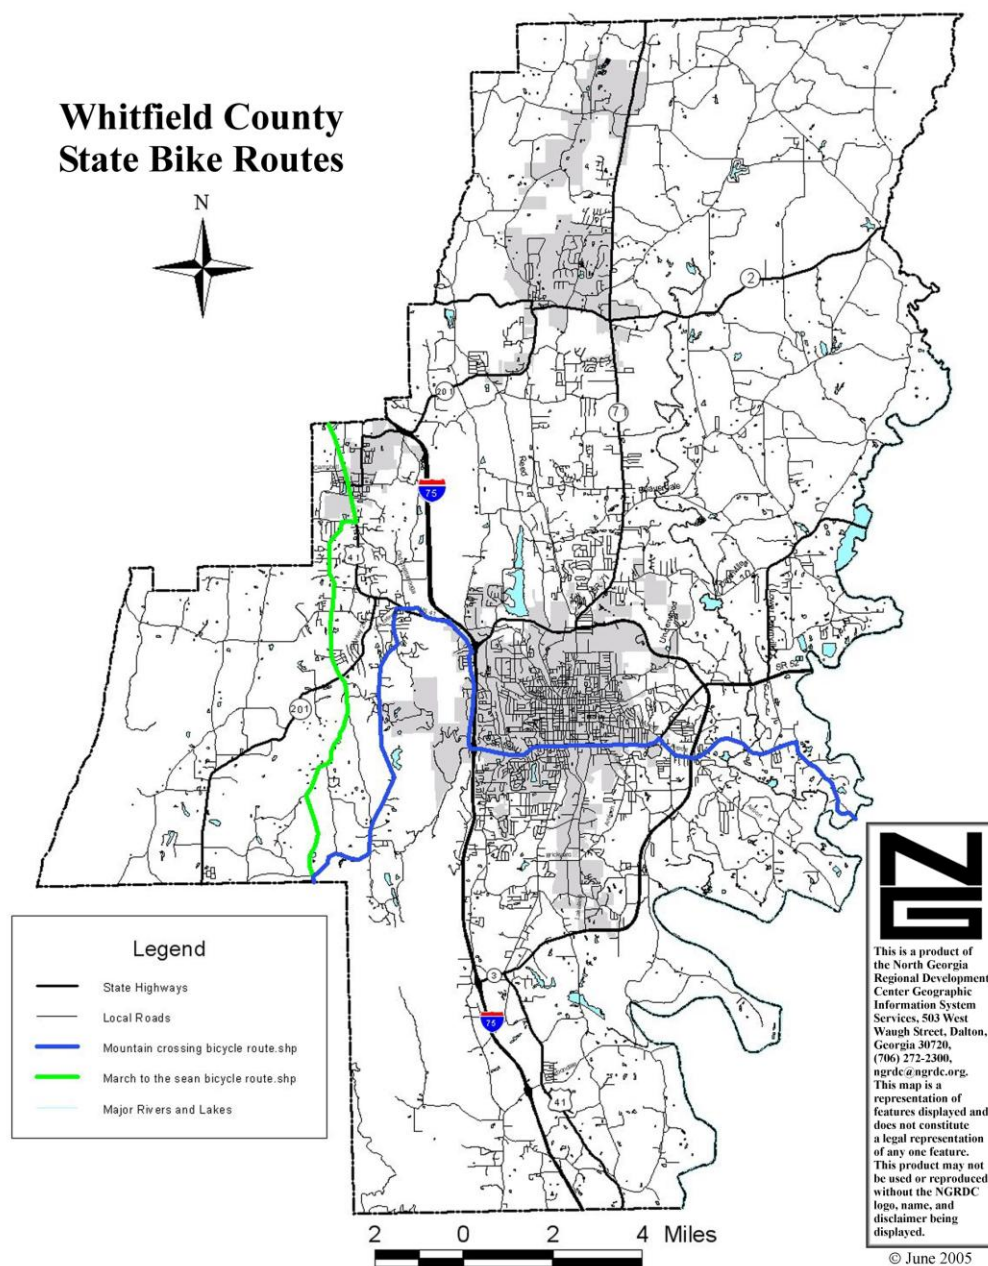 Whitfield County
State Bike Routes
N
2
201
71
Reed
75
Beaverdale
41
SR 52
201
3
75
41
Legend
State Highways
Local Roads
Mountain crossing bicycle route.shp
March to the sean bicycle route.shp
Major Rivers and Lakes
2 0 2 4 Miles
NG
This is a product of
the North Georgia
Regional Development
Center Geographic
Information System
Services, 503 West
Waugh Street, Dalton,
Georgia 30720,
(706) 272-2300,
ngrdc@ngrdc.org.
This map is a
representation of
features displayed and
does not constitute
a legal representation
of any one feature.
This product may not
be used or reproduced
without the NGRDC
logo, name, and
disclaimer being
displayed.
© June 2005